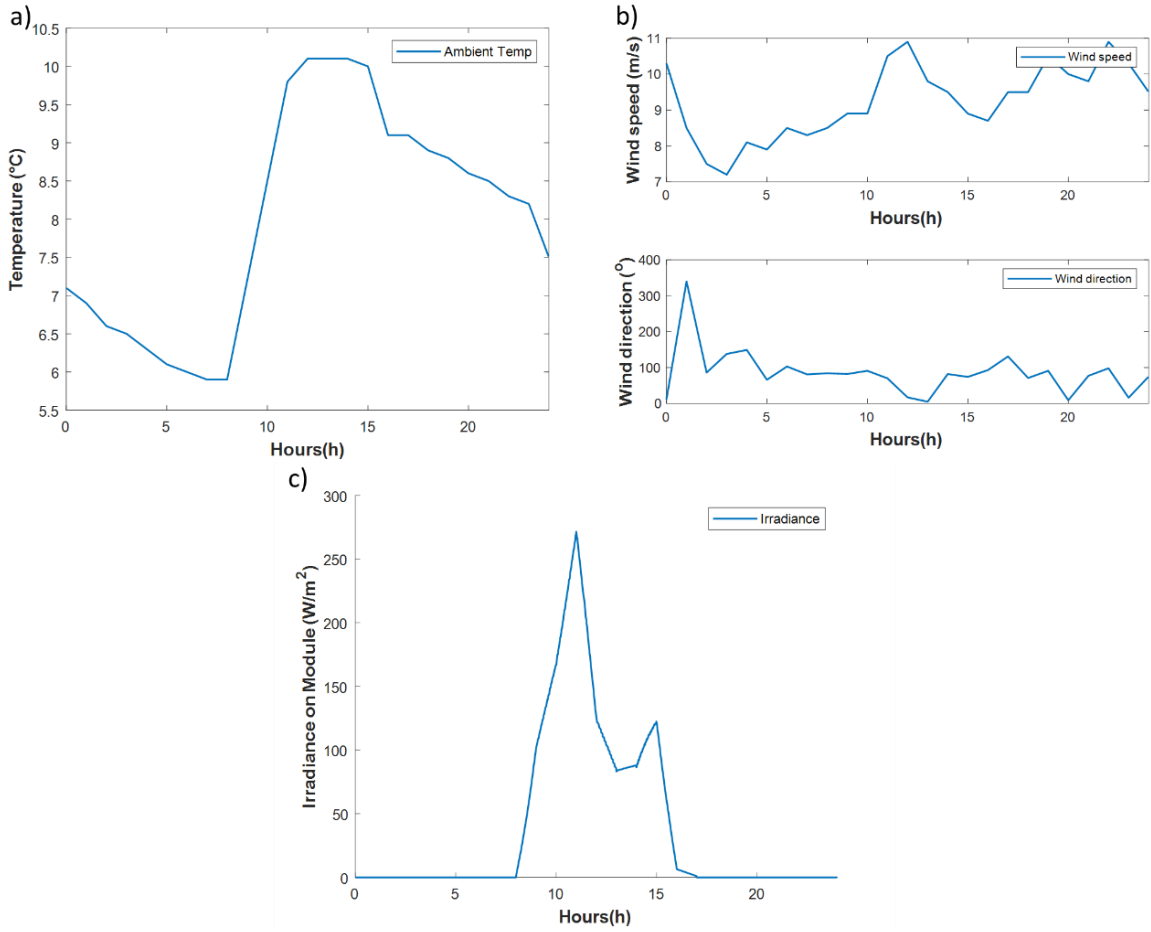 a)
10.5
10
9.5
9
8.5
8
7.5
7
6.5
6
5.5
Temperature (°C)
Ambient Temp
0 5 10 15 20
Hours(h)
b)
11
10
9
8
7
Wind speed (m/s)
Wind speed
0 5 10 15 20
Hours(h)
400
300
200
100
0
Wind direction (°)
Wind direction
0 5 10 15 20
Hours(h)
c)
300
250
200
150
100
50
0
Irradiance on Module (W/m²)
Irradiance
0 5 10 15 20
Hours(h)